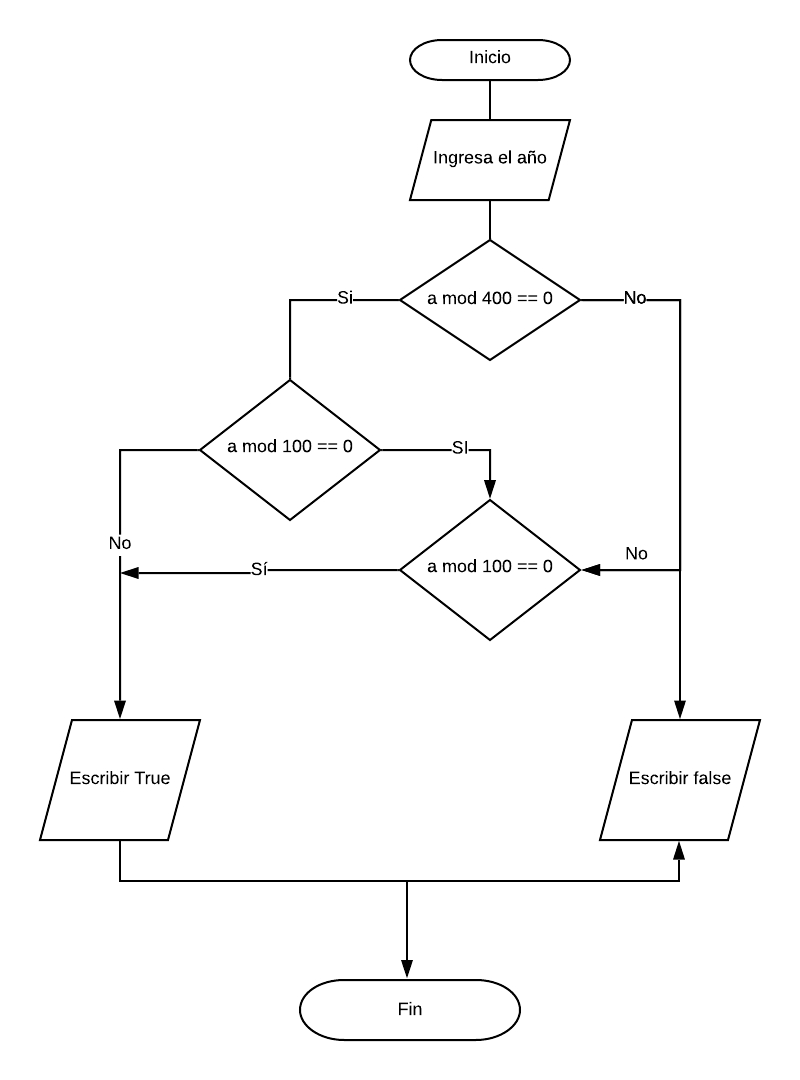 Inicio
Ingresa el año
a mod 400 == 0
Si
No
a mod 100 == 0
SI
No
a mod 100 == 0
Sí
No
Escribir True
Escribir false
Fin